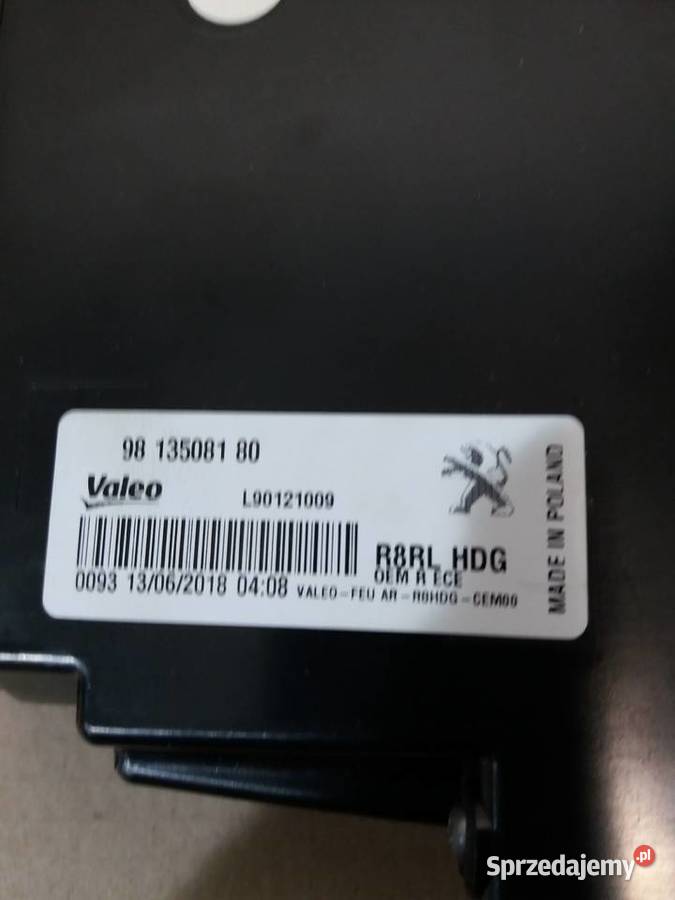 98 135081 80
Valeo
L90121009
R8RL HDG
OEM R ECE
0093 13/06/2018 04:08 VALEO-FEU AR-R8HDG-CEM00
MADE IN POLAND
Sprzedajemy.pl